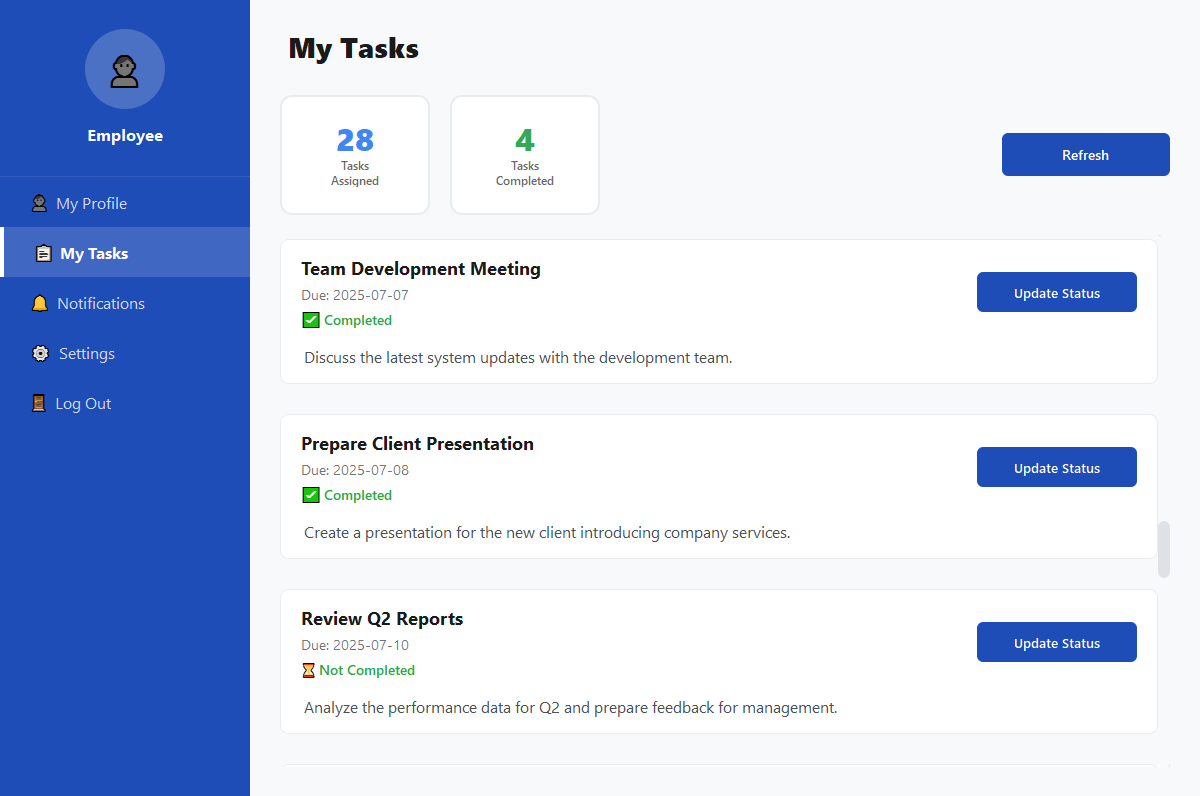 Employee
My Profile
My Tasks
Notifications
Settings
Log Out
My Tasks
28
Tasks
Assigned
4
Tasks
Completed
Refresh
Team Development Meeting
Due: 2025-07-07
✅ Completed
Discuss the latest system updates with the development team.
Update Status
Prepare Client Presentation
Due: 2025-07-08
✅ Completed
Create a presentation for the new client introducing company services.
Update Status
Review Q2 Reports
Due: 2025-07-10
⌛ Not Completed
Analyze the performance data for Q2 and prepare feedback for management.
Update Status